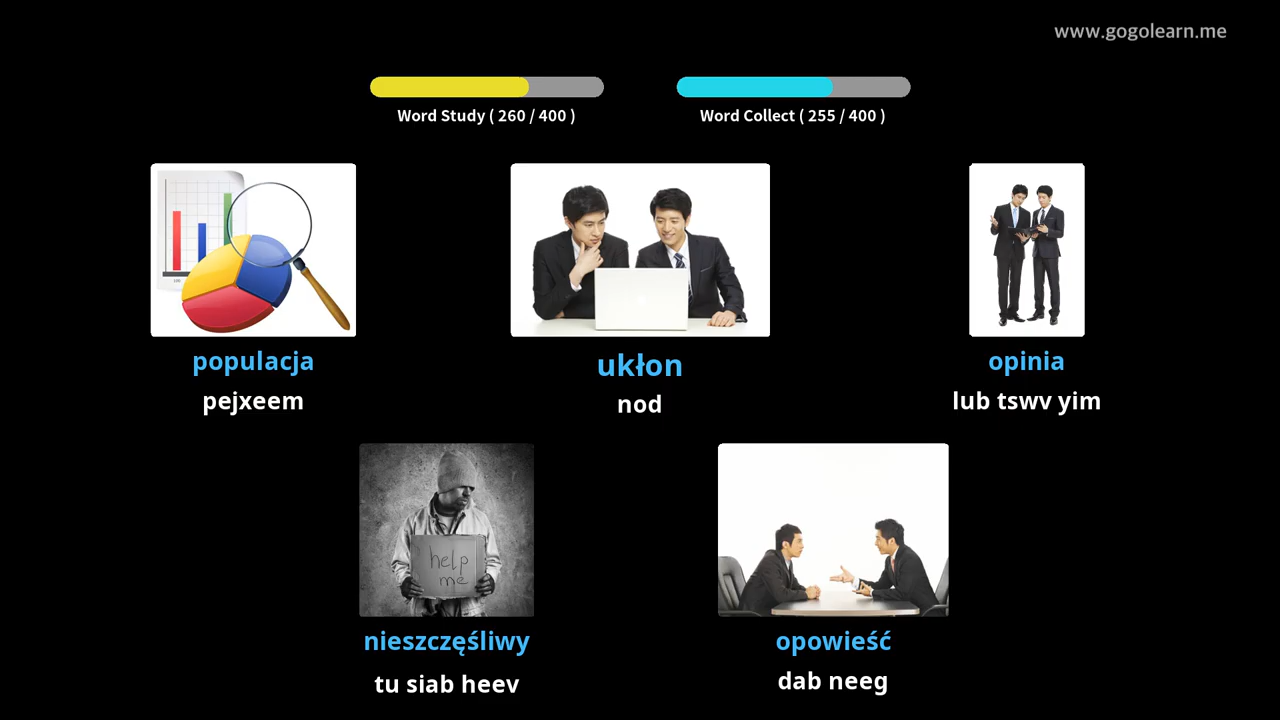 www.gogolearn.me
Word Study ( 260 / 400 )
Word Collect ( 255 / 400 )
populacja
pejxeem
ukłon
nod
opinia
lub tswv yim
help
me
nieszczęśliwy
tu siab heev
opowieść
dab neeg